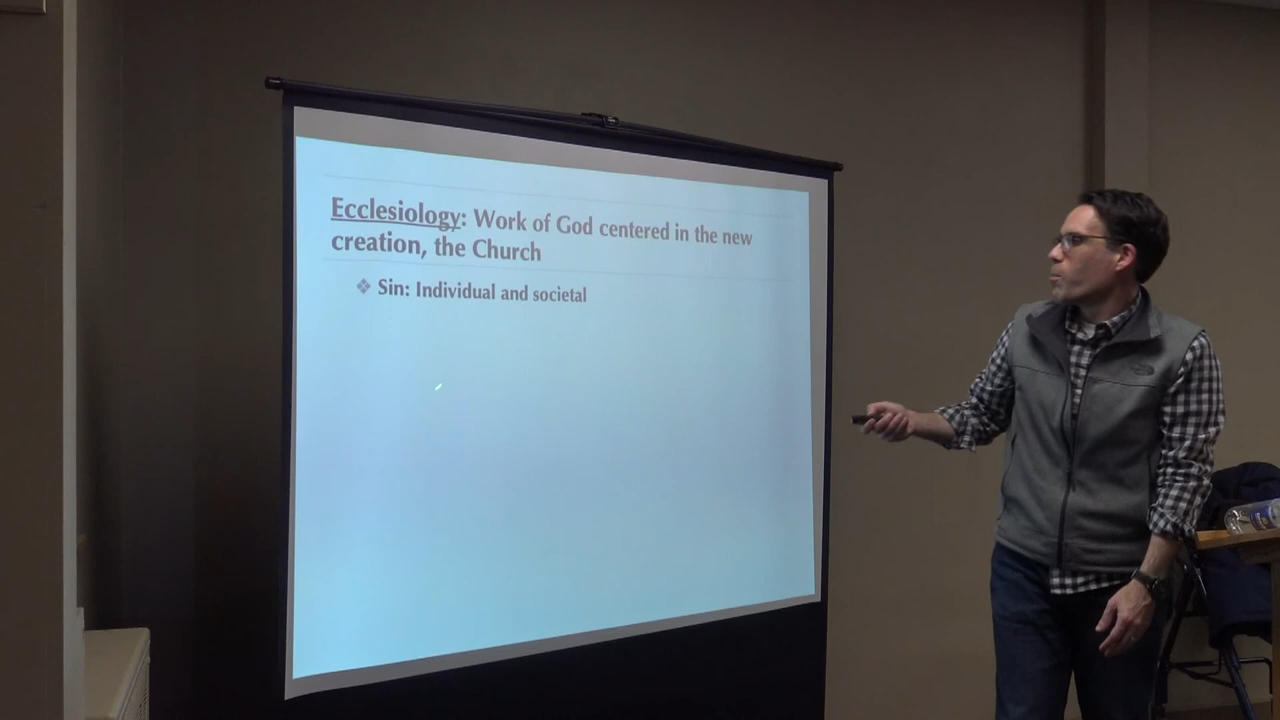 Ecclesiology: Work of God centered in the new
creation, the Church
❖ Sin: Individual and societal